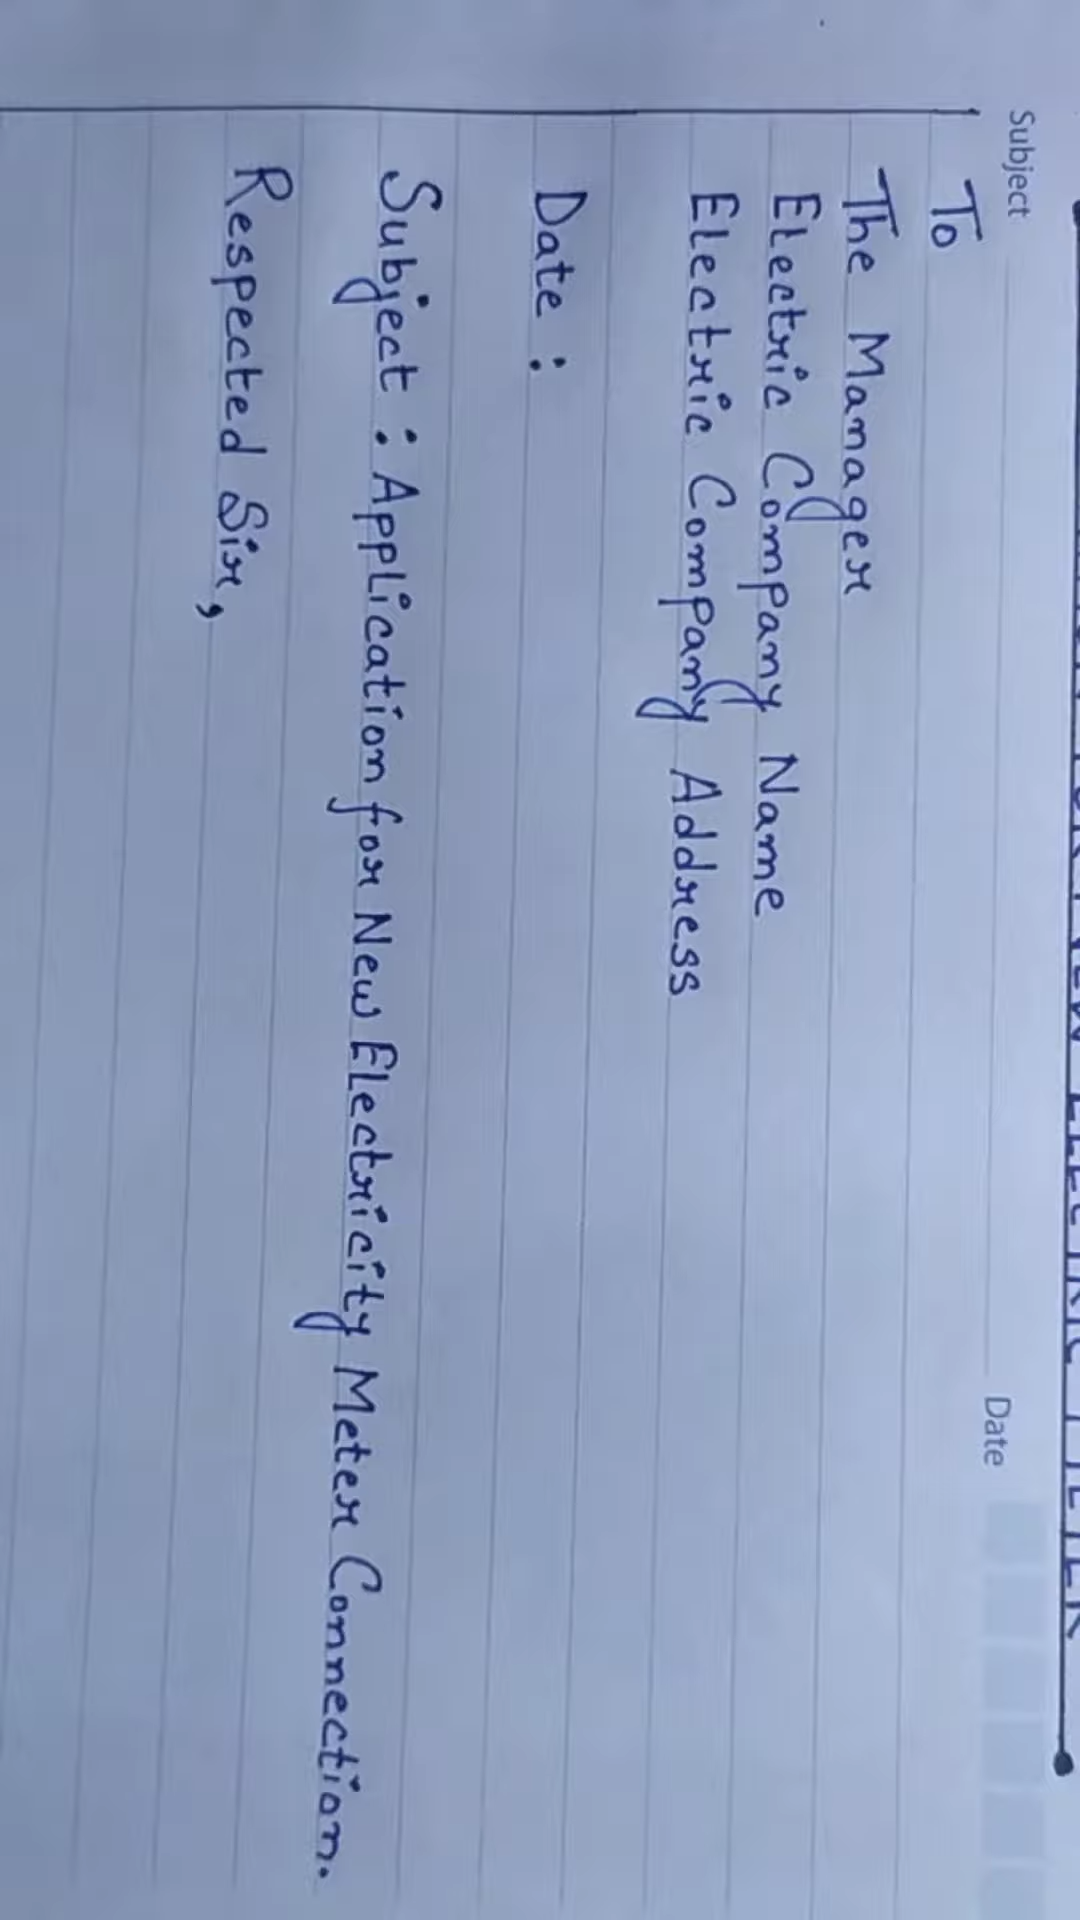 Subject
Date
To
The Manager
Electric Company Name
Electric Company Address
Date :
Subject : Application for New Electricity Meter Connection.
Respected Sir,